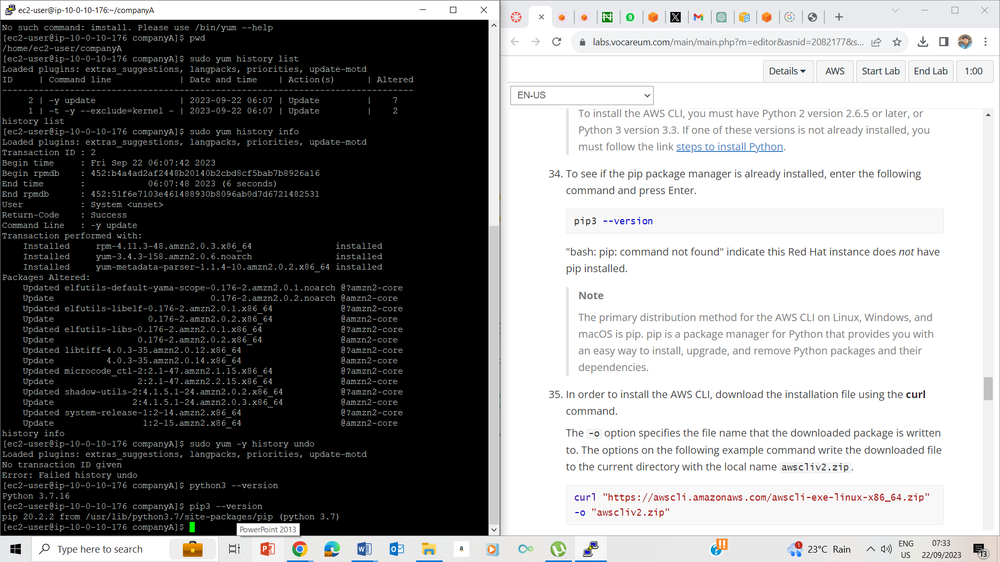 ec2-user@ip-10-0-10-176:~/companyA
No such command: imstall. Please use /bin/yum --help
[ec2-user@ip-10-0-10-176 companyA]$ pwd
/home/ec2-user/companyA
[ec2-user@ip-10-0-10-176 companyA]$ sudo yum history list
Loaded plugins: extras_suggestions, langpacks, priorities, update-motd
ID     | Command line             | Date and time    | Action(s)      | Altered
-------------------------------------------------------------------------------
     2 | -y update                | 2023-09-22 06:07 | Update         |    7
     1 | -t -y --exclude=kernel - | 2023-09-22 06:07 | Update         |    2
history list
[ec2-user@ip-10-0-10-176 companyA]$ sudo yum history info
Loaded plugins: extras_suggestions, langpacks, priorities, update-motd
Transaction ID : 2
Begin time     : Fri Sep 22 06:07:42 2023
Begin rpmdb    : 452:b4a4ad2af2448b20140b2cbd8cf5bab7b8926a16
End time       :            06:07:48 2023 (6 seconds)
End rpmdb      : 452:51f6e7103e461488930b8096ab0d7d6721482531
User           : System <unset>
Return-Code    : Success
Command Line   : -y update
Transaction performed with:
    Installed     rpm-4.11.3-48.amzn2.0.3.x86_64                installed
    Installed     yum-3.4.3-158.amzn2.0.6.noarch                installed
    Installed     yum-metadata-parser-1.1.4-10.amzn2.0.2.x86_64 installed
Packages Altered:
    Updated elfutils-default-yama-scope-0.176-2.amzn2.0.1.noarch @?amzn2-core
    Update                              0.176-2.amzn2.0.2.noarch @amzn2-core
    Updated elfutils-libelf-0.176-2.amzn2.0.1.x86_64             @?amzn2-core
    Update                  0.176-2.amzn2.0.2.x86_64             @amzn2-core
    Updated elfutils-libs-0.176-2.amzn2.0.1.x86_64               @?amzn2-core
    Update                0.176-2.amzn2.0.2.x86_64               @amzn2-core
    Updated libtiff-4.0.3-35.amzn2.0.12.x86_64                   @?amzn2-core
    Update          4.0.3-35.amzn2.0.14.x86_64                   @amzn2-core
    Updated microcode_ctl-2:2.1-47.amzn2.1.15.x86_64             @?amzn2-core
    Update                2:2.1-47.amzn2.2.15.x86_64             @amzn2-core
    Updated shadow-utils-2:4.1.5.1-24.amzn2.0.2.x86_64           @?amzn2-core
    Update               2:4.1.5.1-24.amzn2.0.3.x86_64           @amzn2-core
    Updated system-release-1:2-14.amzn2.x86_64                   @?amzn2-core
    Update                 1:2-15.amzn2.x86_64                   @amzn2-core
history info
[ec2-user@ip-10-0-10-176 companyA]$ sudo yum -y history undo
Loaded plugins: extras_suggestions, langpacks, priorities, update-motd
No transaction ID given
Error: Failed history undo
[ec2-user@ip-10-0-10-176 companyA]$ python3 --version
Python 3.7.16
[ec2-user@ip-10-0-10-176 companyA]$ pip3 --version
pip 20.2.2 from /usr/lib/python3.7/site-packages/pip (python 3.7)
[ec2-user@ip-10-0-10-176 companyA]$
PowerPoint 2013
labs.vocareum.com/main/main.php?m=editor&asnid=2082177&s...
Details AWS Start Lab End Lab 1:00
EN-US
To install the AWS CLI, you must have Python 2 version 2.6.5 or later, or
Python 3 version 3.3. If one of these versions is not already installed, you
must follow the link steps to install Python.
34. To see if the pip package manager is already installed, enter the following
command and press Enter.
pip3 --version
"bash: pip: command not found" indicate this Red Hat instance does not have
pip installed.
Note
The primary distribution method for the AWS CLI on Linux, Windows, and
macOS is pip. pip is a package manager for Python that provides you with
an easy way to install, upgrade, and remove Python packages and their
dependencies.
35. In order to install the AWS CLI, download the installation file using the curl
command.
The -o option specifies the file name that the downloaded package is written
to. The options on the following example command write the downloaded file
to the current directory with the local name awscliv2.zip.
curl "https://awscli.amazonaws.com/awscli-exe-linux-x86_64.zip"
-o "awscliv2.zip"
Type here to search
23°C Rain
ENG
US
07:33
22/09/2023
13